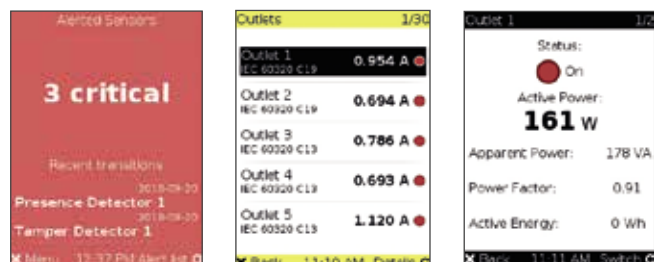 Alerted Sensors
3 critical
Recent transitions
2018-09-20
Presence Detector 1
2018-09-20
Tamper Detector 1
Menu 12:37 PM Alert list
Outlets 1/30
Outlet 1 0.954 A
IEC 60320 C19
Outlet 2 0.694 A
IEC 60320 C19
Outlet 3 0.786 A
IEC 60320 C13
Outlet 4 0.693 A
IEC 60320 C13
Outlet 5 1.120 A
IEC 60320 C13
Back 11:10 AM Details
Outlet 1 1/2
Status:
On
Active Power:
161 W
Apparent Power: 178 VA
Power Factor: 0.91
Active Energy: 0 Wh
Back 11:11 AM Switch